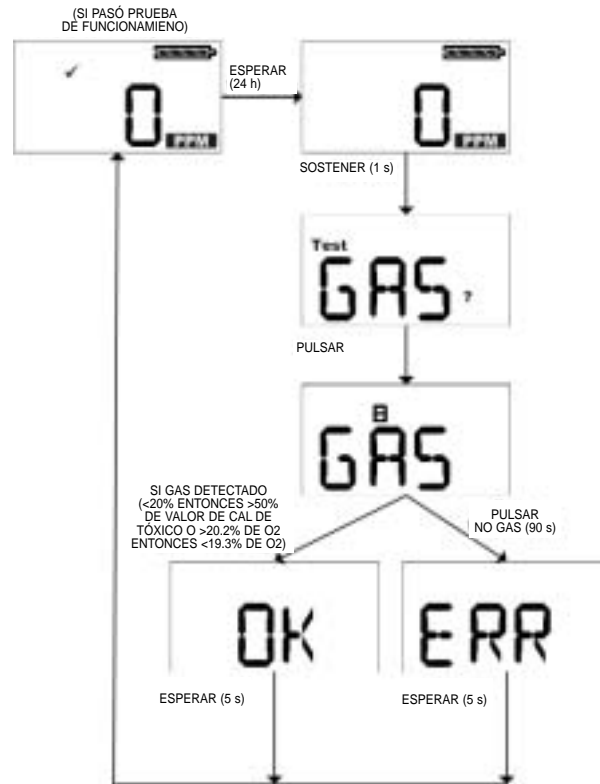 (SI PASÓ PRUEBA
DE FUNCIONAMIENO)
✓
0
PPM
ESPERAR
(24 h)
0
PPM
SOSTENER (1 s)
Test
GAS ?
PULSAR
GAS
SI GAS DETECTADO
(<20% ENTONCES >50%
DE VALOR DE CAL DE
TÓXICO O >20.2% DE O2
ENTONCES <19.3% DE O2)
PULSAR
NO GAS (90 s)
OK
ERR
ESPERAR (5 s)
ESPERAR (5 s)